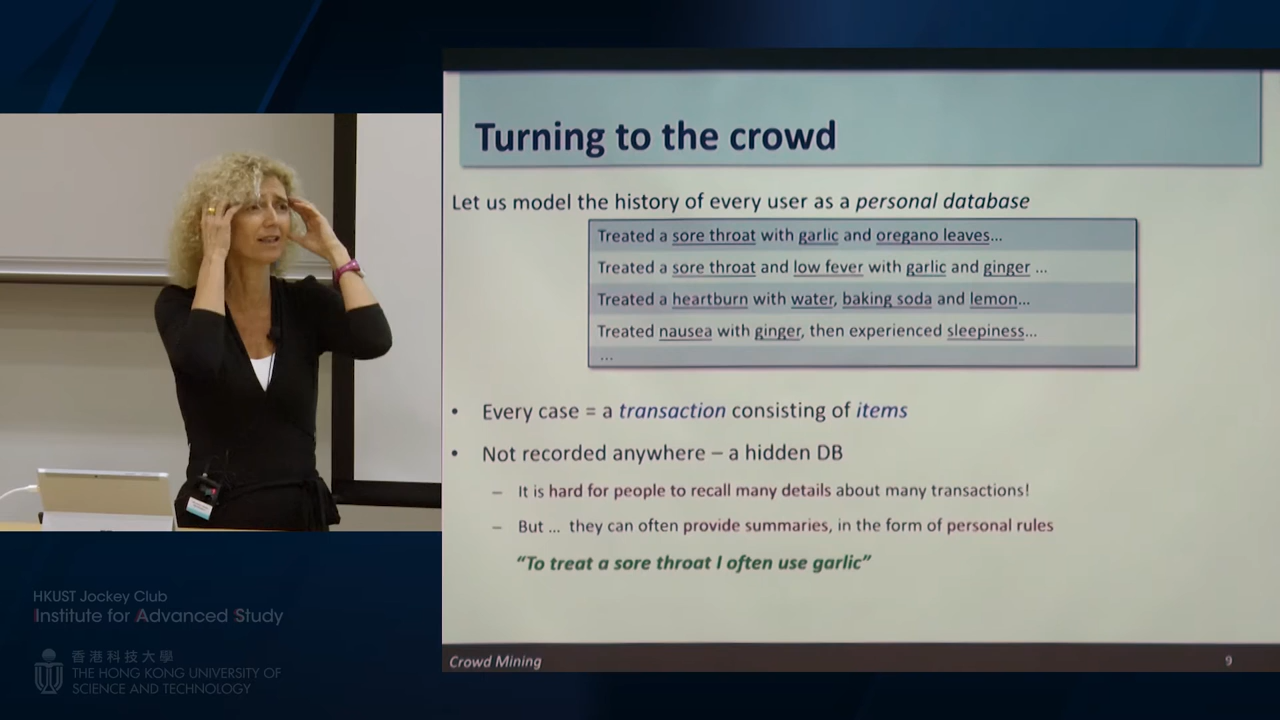 Turning to the crowd
Let us model the history of every user as a personal database
Treated a sore throat with garlic and oregano leaves...
Treated a sore throat and low fever with garlic and ginger ...
Treated a heartburn with water, baking soda and lemon...
Treated nausea with ginger, then experienced sleepiness...
...
• Every case = a transaction consisting of items
• Not recorded anywhere – a hidden DB
– It is hard for people to recall many details about many transactions!
– But ... they can often provide summaries, in the form of personal rules
“To treat a sore throat I often use garlic”
Crowd Mining
9
HKUST Jockey Club
Institute for Advanced Study
香港科技大學
THE HONG KONG UNIVERSITY OF
SCIENCE AND TECHNOLOGY